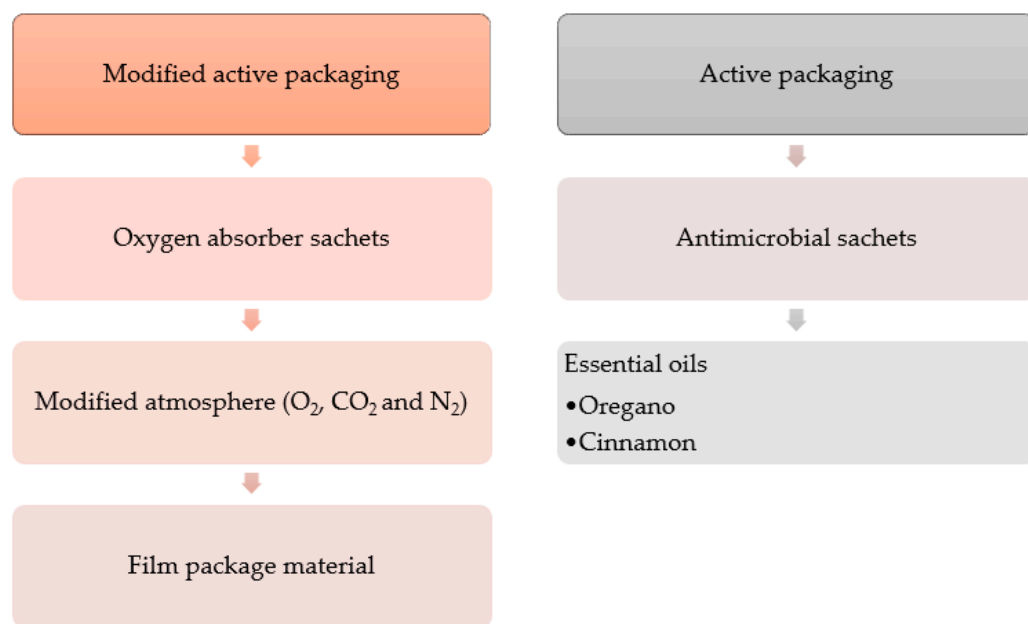 Modified active packaging
Oxygen absorber sachets
Modified atmosphere (O₂, CO₂ and N₂)
Film package material
Active packaging
Antimicrobial sachets
Essential oils
•Oregano
•Cinnamon